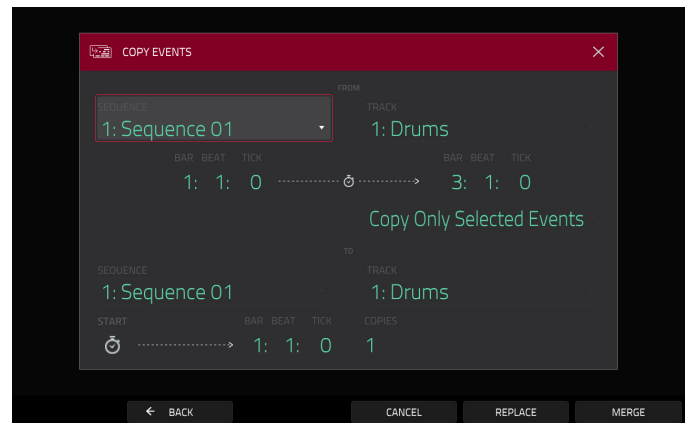 COPY EVENTS
FROM
SEQUENCE TRACK
1: Sequence 01 1: Drums
BAR BEAT TICK BAR BEAT TICK
1: 1: 0 3: 1: 0
Copy Only Selected Events
TO
SEQUENCE TRACK
1: Sequence 01 1: Drums
START BAR BEAT TICK COPIES
1: 1: 0 1
BACK CANCEL REPLACE MERGE